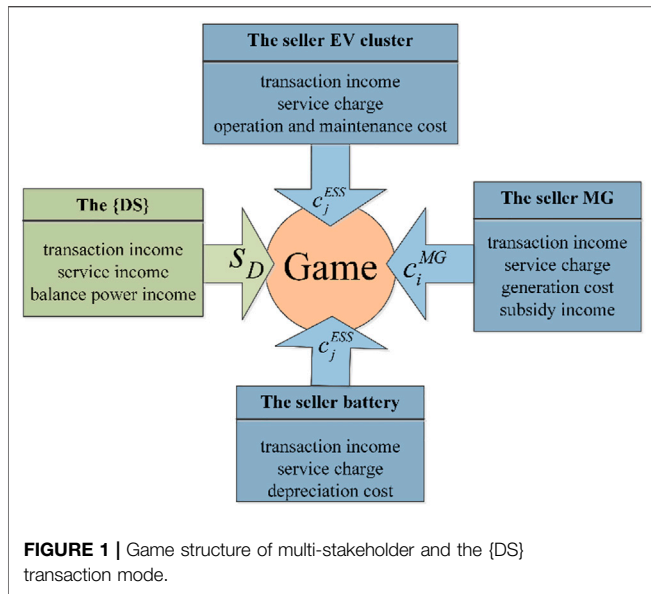 The seller EV cluster
transaction income
service charge
operation and maintenance cost
c_j^{ESS}
The {DS}
transaction income
service income
balance power income
S_D
Game
c_i^{MG}
The seller MG
transaction income
service charge
generation cost
subsidy income
c_j^{ESS}
The seller battery
transaction income
service charge
depreciation cost
FIGURE 1 | Game structure of multi-stakeholder and the {DS}
transaction mode.